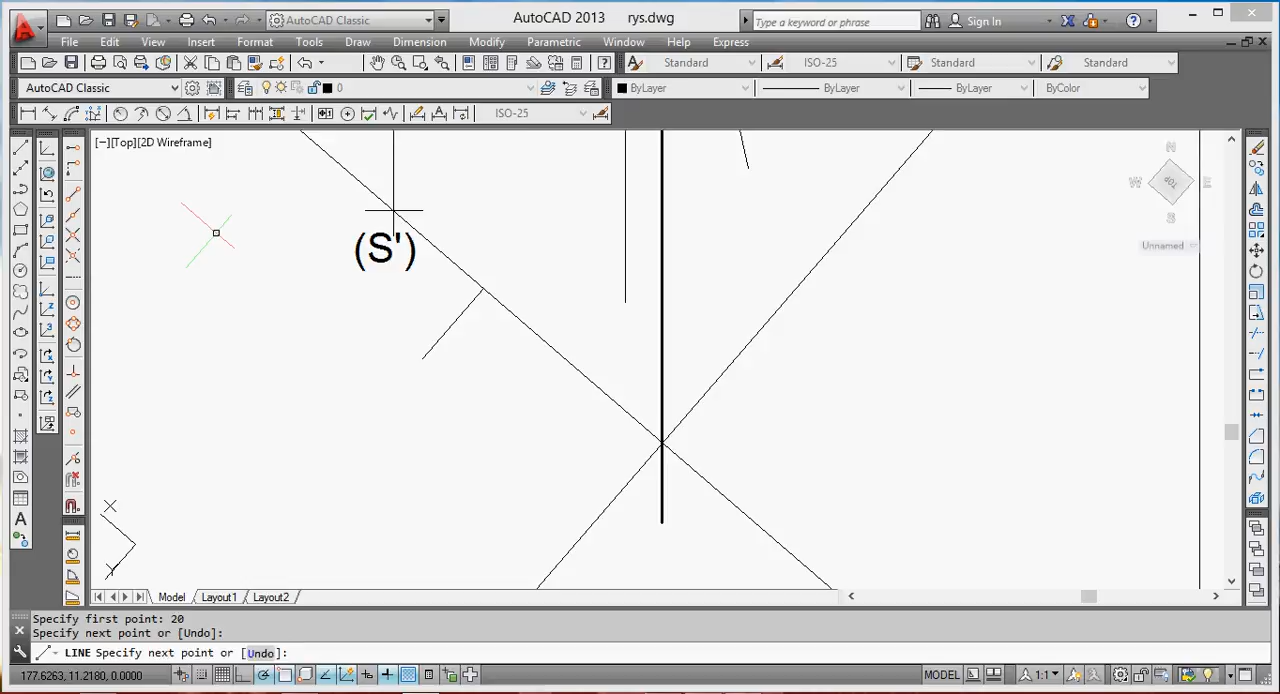 AutoCAD Classic
AutoCAD 2013 rys.dwg
Type a keyword or phrase
Sign In
File Edit View Insert Format Tools Draw Dimension Modify Parametric Window Help Express
Standard ISO-25 Standard Standard
AutoCAD Classic 0 ByLayer ByLayer ByLayer ByColor
ISO-25
[−][Top][2D Wireframe]
N
W TOP E
S
Unnamed
(S')
X
Y
Model Layout1 Layout2
Specify first point: 20
Specify next point or [Undo]:
LINE Specify next point or [Undo]:
177.6263, 11.2180, 0.0000 MODEL 1:1